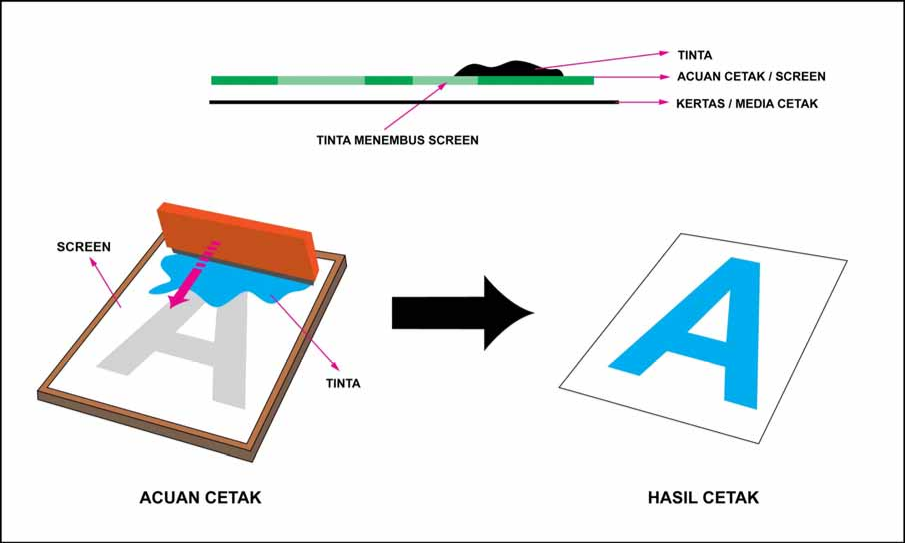 TINTA
ACUAN CETAK / SCREEN
KERTAS / MEDIA CETAK
TINTA MENEMBUS SCREEN
SCREEN
TINTA
ACUAN CETAK
A
HASIL CETAK
A